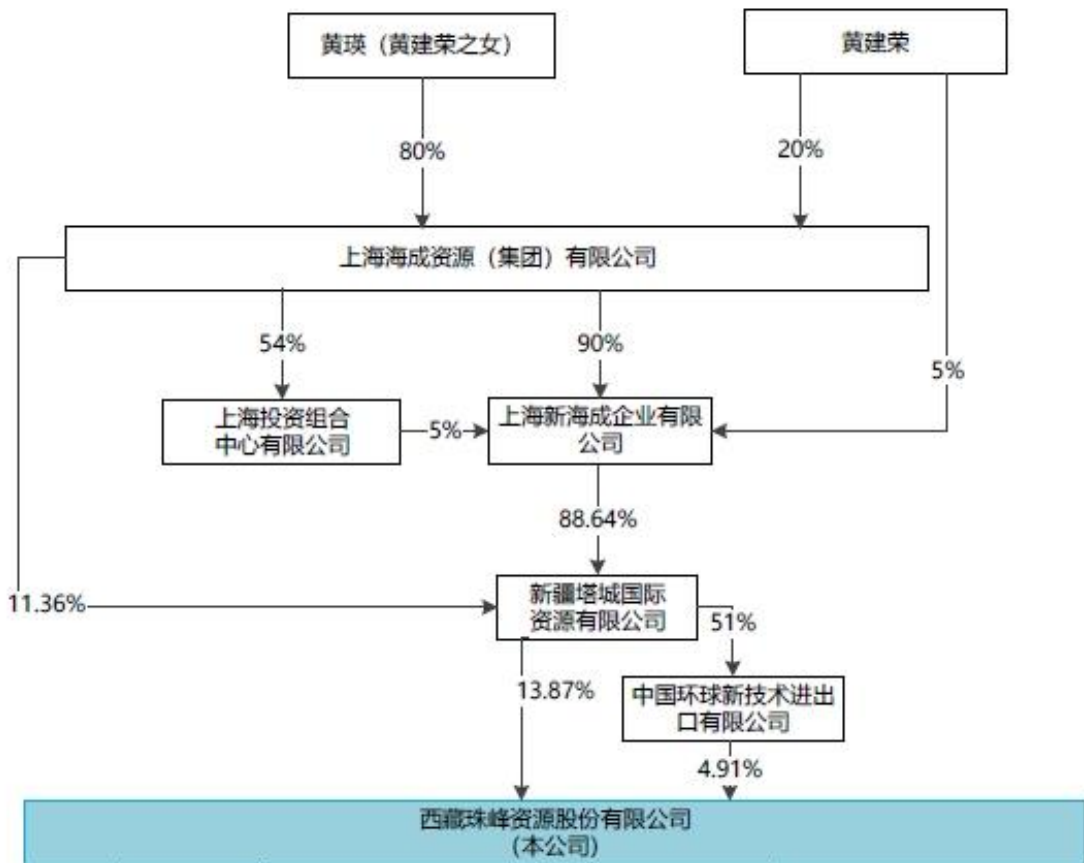 黄瑛（黄建荣之女）
黄建荣
80%
20%
上海海成资源（集团）有限公司
54%
90%
5%
上海投资组合
中心有限公司
5%
上海新海成企业有限
公司
88.64%
11.36%
新疆塔城国际
资源有限公司
51%
13.87%
中国环球新技术进出
口有限公司
4.91%
西藏珠峰资源股份有限公司
（本公司）